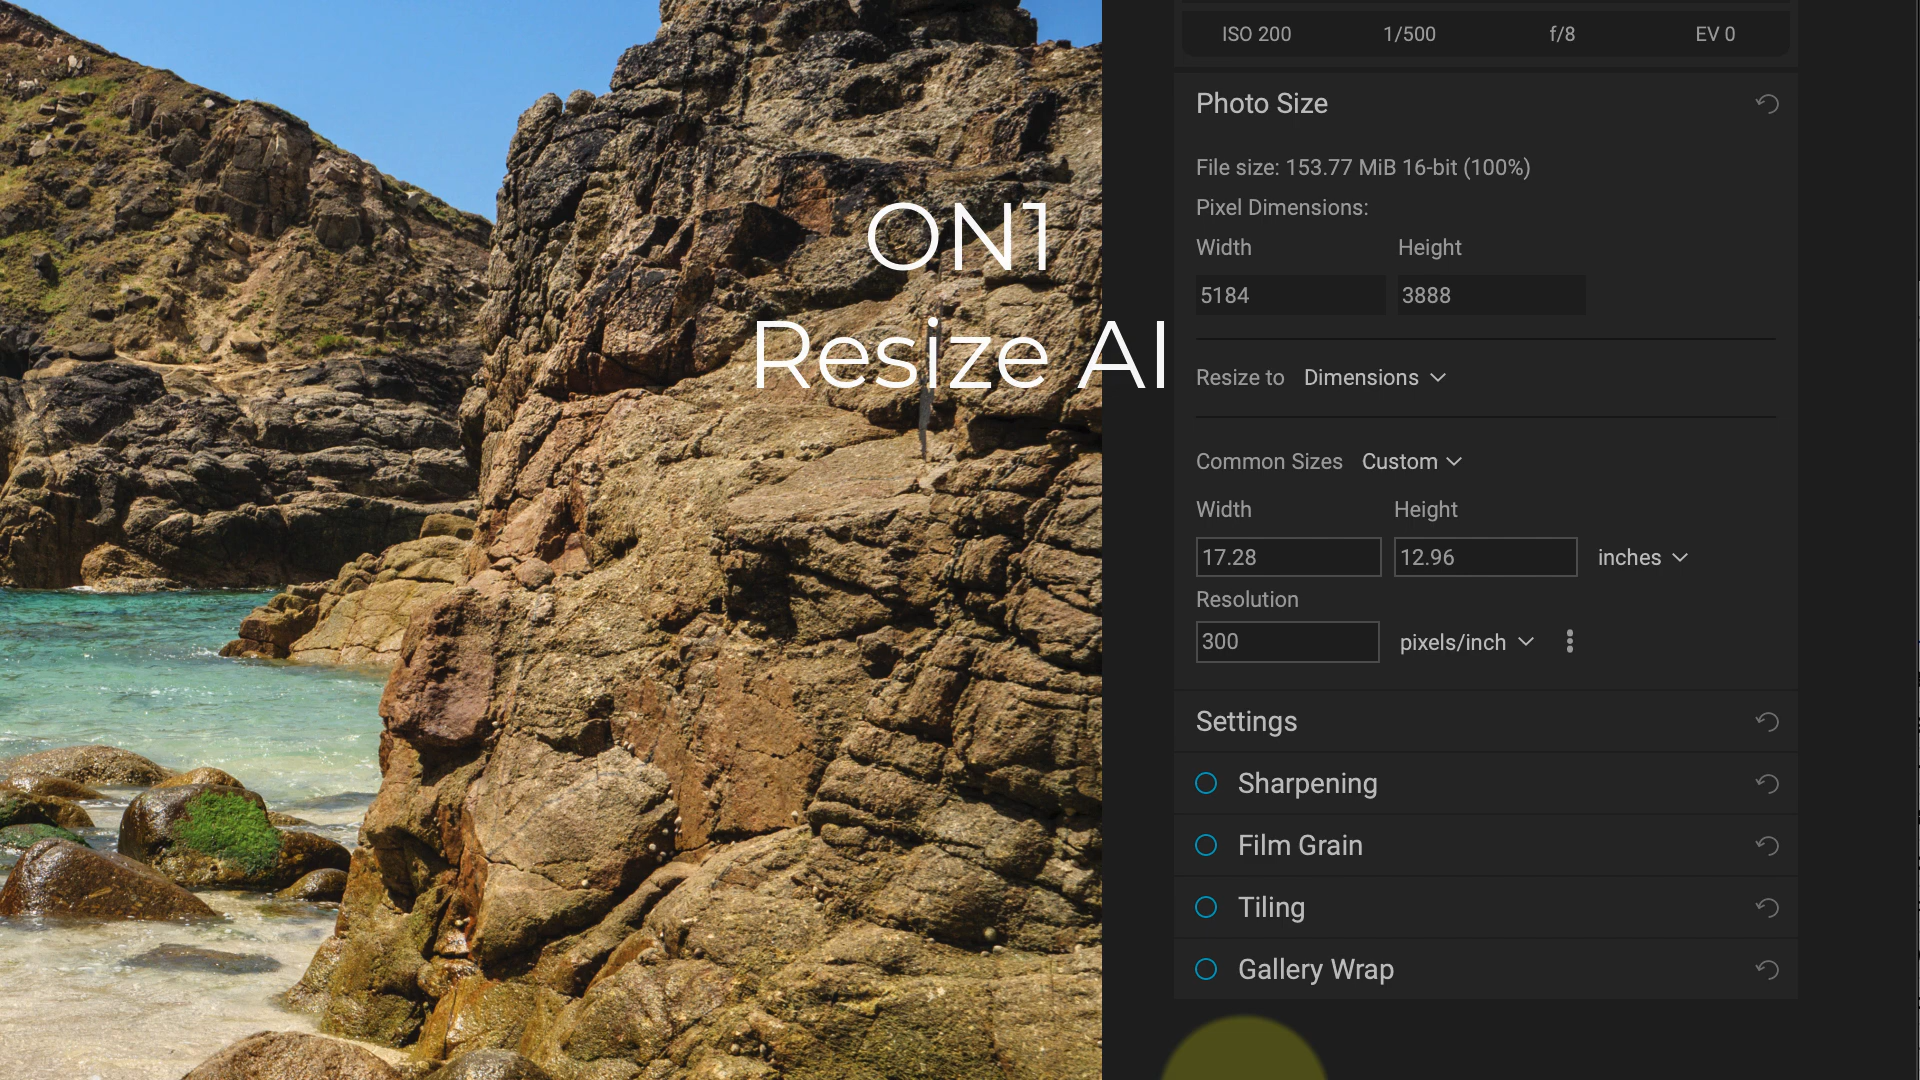 ISO 200 1/500 f/8 EV 0
Photo Size
File size: 153.77 MiB 16-bit (100%)
Pixel Dimensions:
Width Height
5184 3888
ON1
Resize AI
Resize to Dimensions
Common Sizes Custom
Width Height
17.28 12.96 inches
Resolution
300 pixels/inch
Settings
Sharpening
Film Grain
Tiling
Gallery Wrap